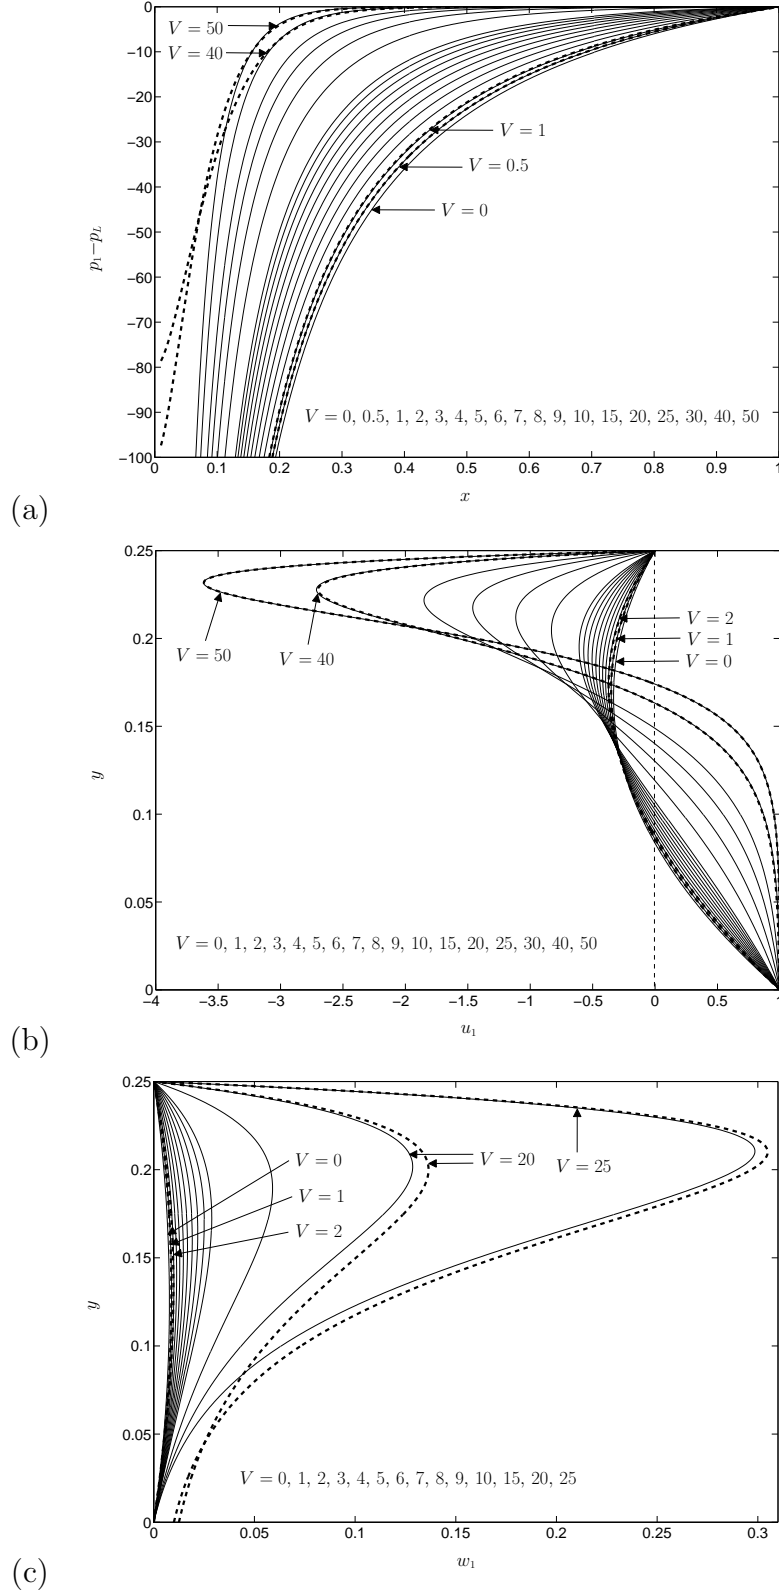 0
−10
−20
−30
−40
−50
−60
−70
−80
−90
−100
p₁−p_L
V = 50
V = 40
V = 1
V = 0.5
V = 0
V = 0, 0.5, 1, 2, 3, 4, 5, 6, 7, 8, 9, 10, 15, 20, 25, 30, 40, 50
0 0.1 0.2 0.3 0.4 0.5 0.6 0.7 0.8 0.9 1
x
(a)
0.25
0.2
0.15
0.1
0.05
0
y
V = 2
V = 1
V = 0
V = 50
V = 40
V = 0, 1, 2, 3, 4, 5, 6, 7, 8, 9, 10, 15, 20, 25, 30, 40, 50
−4 −3.5 −3 −2.5 −2 −1.5 −1 −0.5 0 0.5 1
u₁
(b)
0.25
0.2
0.15
0.1
0.05
0
y
V = 0
V = 1
V = 2
V = 20
V = 25
V = 0, 1, 2, 3, 4, 5, 6, 7, 8, 9, 10, 15, 20, 25
0 0.05 0.1 0.15 0.2 0.25 0.3
w₁
(c)